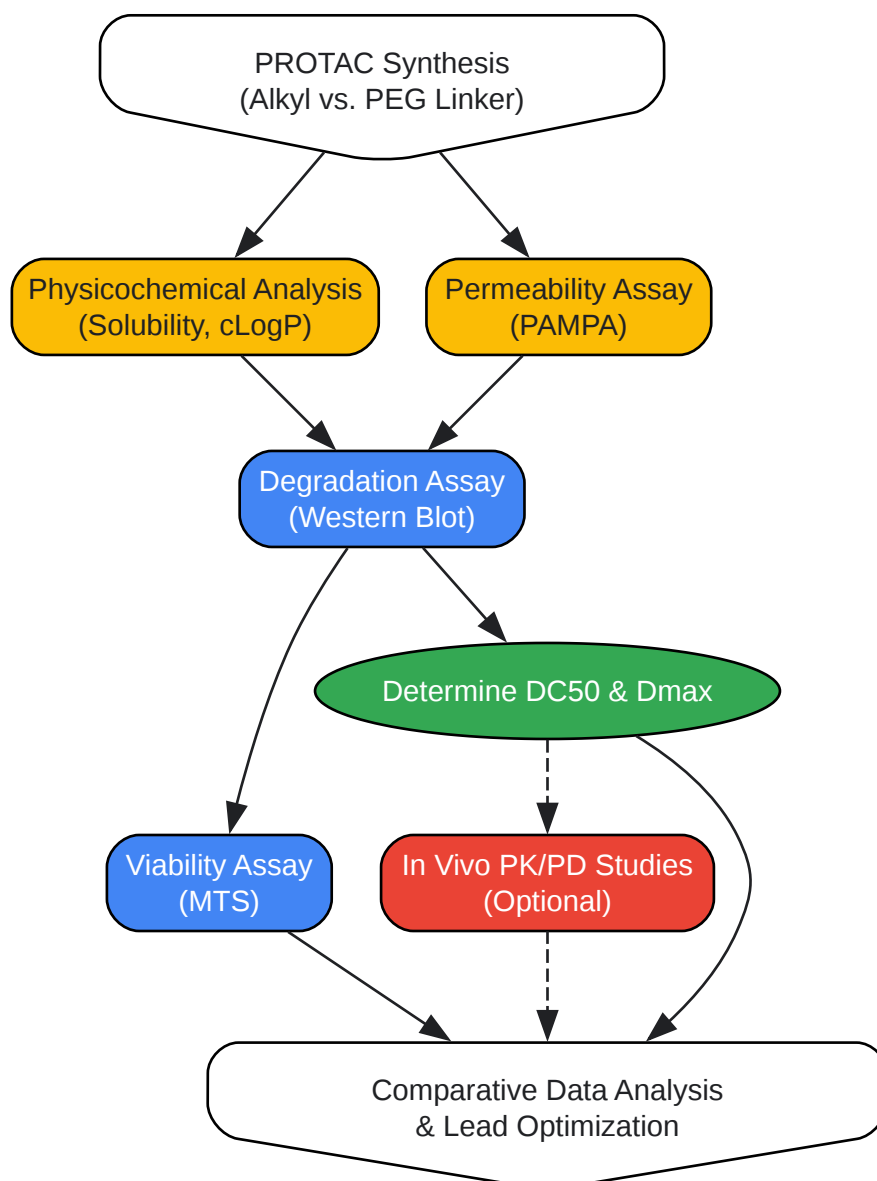 PROTAC Synthesis
(Alkyl vs. PEG Linker)
Physicochemical Analysis
(Solubility, cLogP)
Permeability Assay
(PAMPA)
Degradation Assay
(Western Blot)
Determine DC50 & Dmax
Viability Assay
(MTS)
In Vivo PK/PD Studies
(Optional)
Comparative Data Analysis
& Lead Optimization